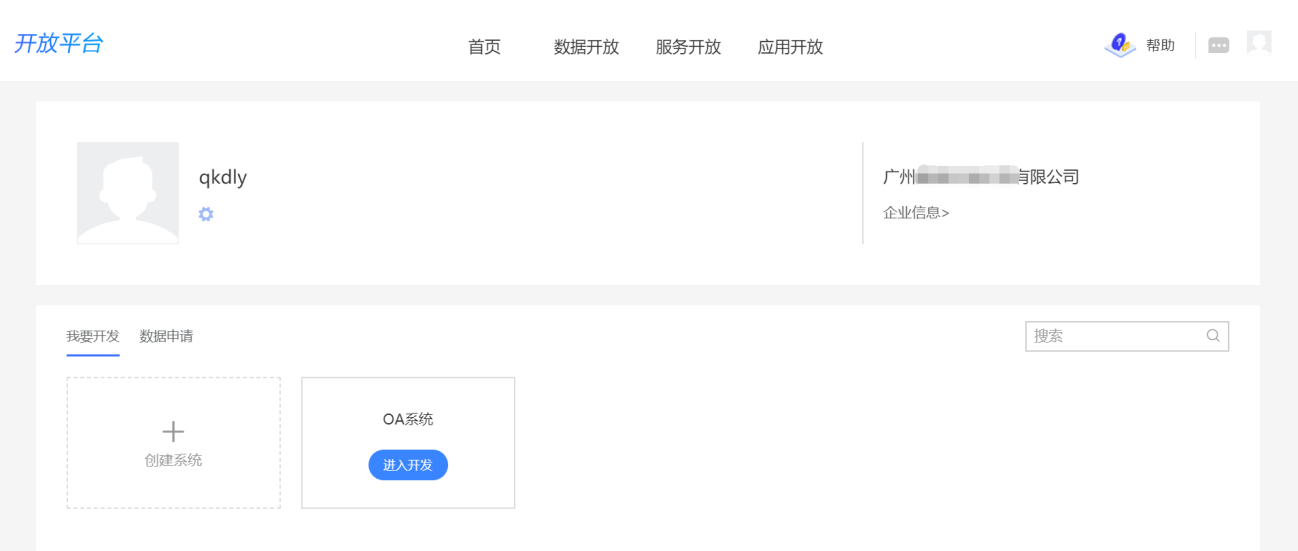 开放平台
首页 数据开放 服务开放 应用开放
帮助
qkdly
广州 有限公司
企业信息>
我要开发 数据申请
搜索
创建系统
OA系统
进入开发